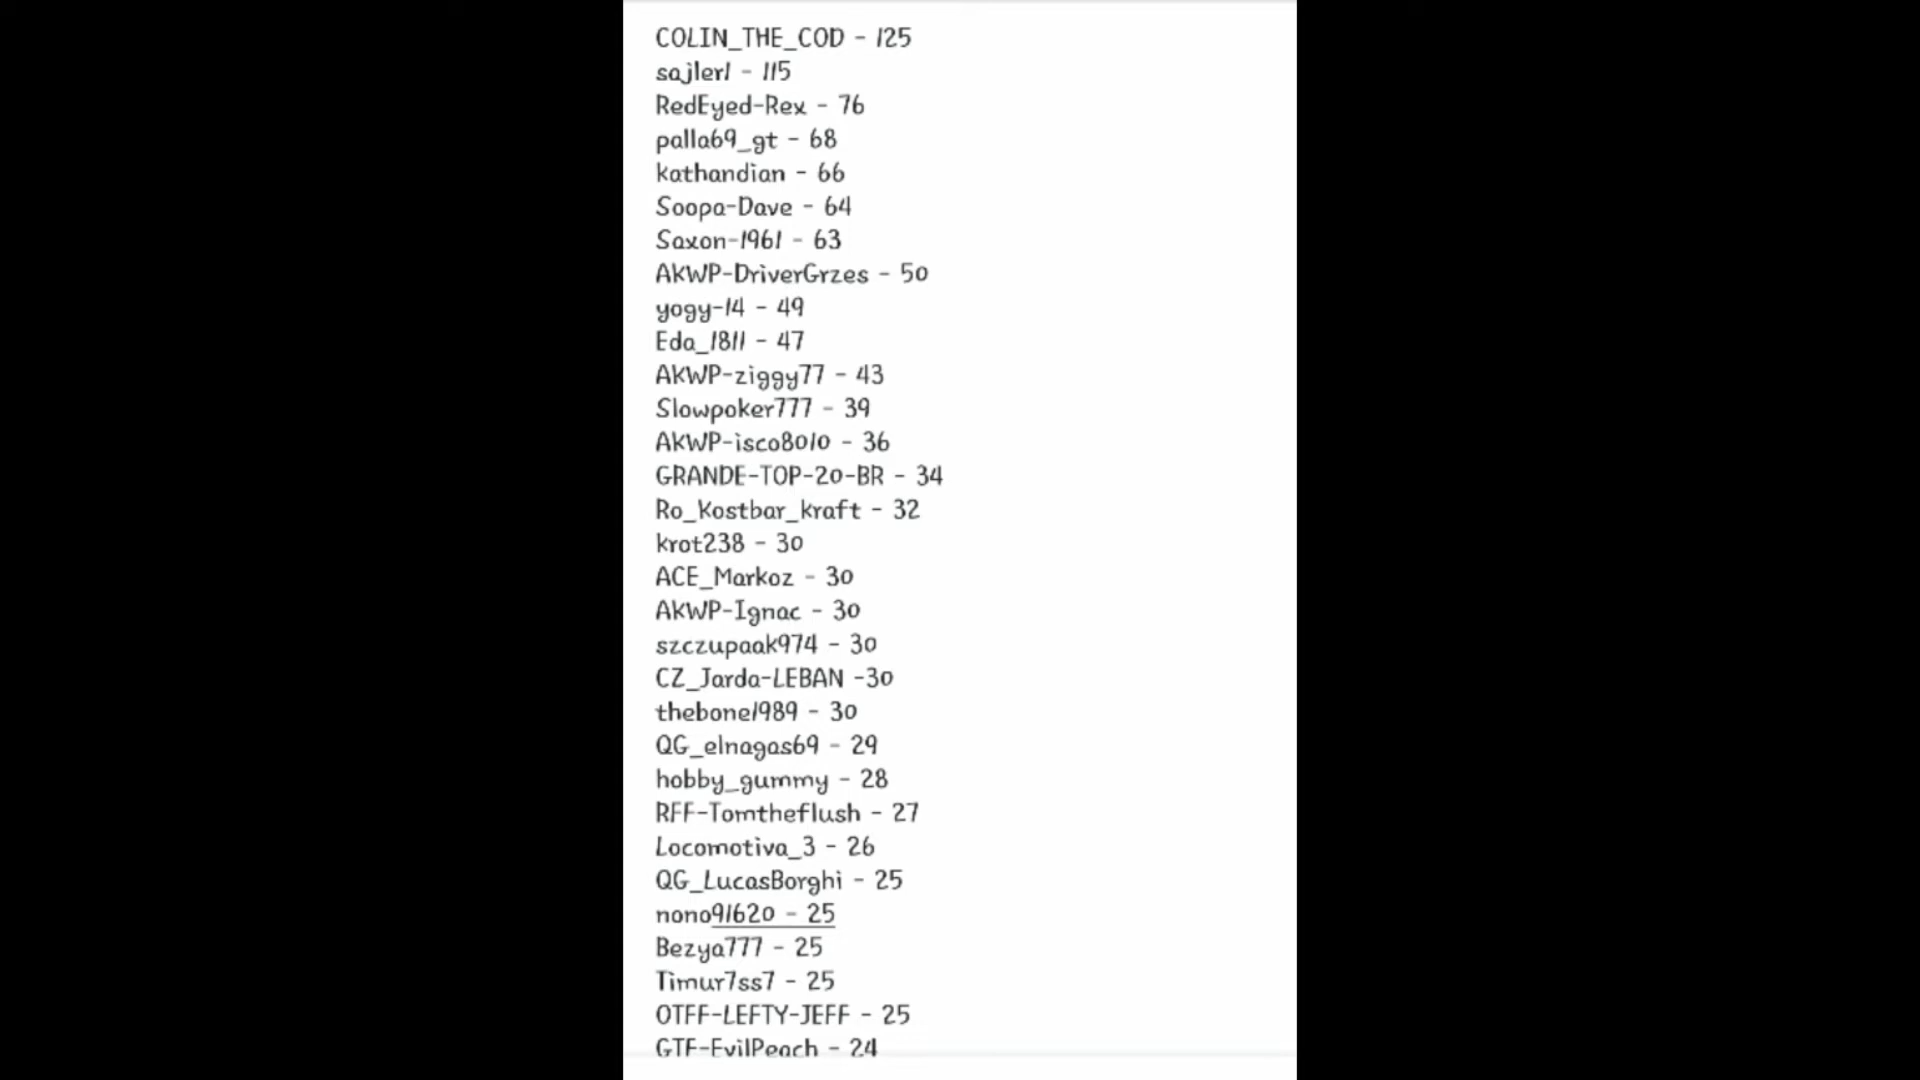 COLIN_THE_COD - 125
sajler1 - 115
RedEyed-Rex - 76
palla69_gt - 68
kathandian - 66
Soopa-Dave - 64
Saxon-1961 - 63
AKWP-DriverGrzes - 50
yogy-14 - 49
Eda_1811 - 47
AKWP-ziggy77 - 43
Slowpoker777 - 39
AKWP-isco8010 - 36
GRANDE-TOP-20-BR - 34
Ro_Kostbar_kraft - 32
krot238 - 30
ACE_Markoz - 30
AKWP-Ignac - 30
szczupaak974 - 30
CZ_Jarda-LEBAN -30
thebone1989 - 30
QG_elnagas69 - 29
hobby_gummy - 28
RFF-Tomtheflush - 27
Locomotiva_3 - 26
QG_LucasBorghi - 25
nono91620 - 25
Bezya777 - 25
Timur7ss7 - 25
OTFF-LEFTY-JEFF - 25
GTF-EvilPeach - 24